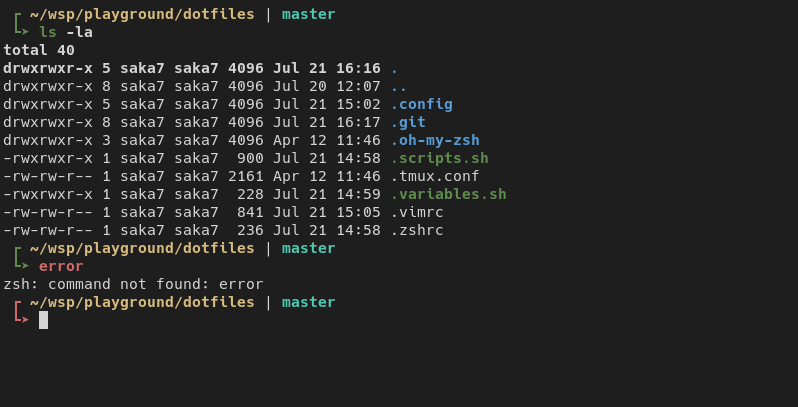 ~/wsp/playground/dotfiles | master
ls -la
total 40
drwxrwxr-x 5 saka7 saka7 4096 Jul 21 16:16 .
drwxrwxr-x 8 saka7 saka7 4096 Jul 20 12:07 ..
drwxrwxr-x 5 saka7 saka7 4096 Jul 21 15:02 .config
drwxrwxr-x 8 saka7 saka7 4096 Jul 21 16:17 .git
drwxrwxr-x 3 saka7 saka7 4096 Apr 12 11:46 .oh-my-zsh
-rwxrwxr-x 1 saka7 saka7  900 Jul 21 14:58 .scripts.sh
-rw-rw-r-- 1 saka7 saka7 2161 Apr 12 11:46 .tmux.conf
-rwxrwxr-x 1 saka7 saka7  228 Jul 21 14:59 .variables.sh
-rw-rw-r-- 1 saka7 saka7  841 Jul 21 15:05 .vimrc
-rw-rw-r-- 1 saka7 saka7  236 Jul 21 14:58 .zshrc
~/wsp/playground/dotfiles | master
error
zsh: command not found: error
~/wsp/playground/dotfiles | master